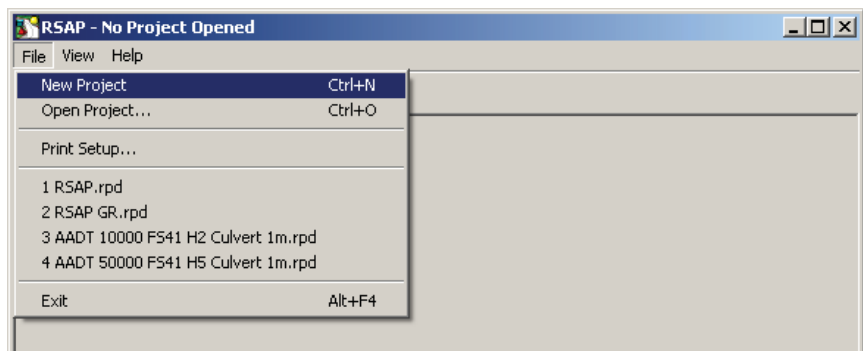 RSAP - No Project Opened
File View Help
New Project Ctrl+N
Open Project... Ctrl+O
Print Setup...
1 RSAP.rpd
2 RSAP GR.rpd
3 AADT 10000 FS41 H2 Culvert 1m.rpd
4 AADT 50000 FS41 H5 Culvert 1m.rpd
Exit Alt+F4